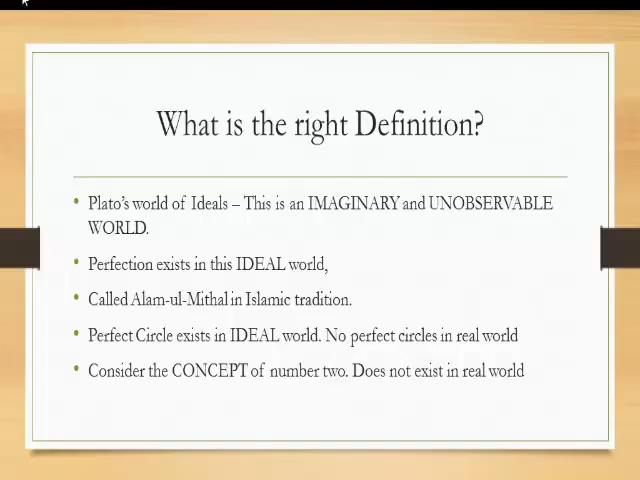 What is the right Definition?
• Plato's world of Ideals – This is an IMAGINARY and UNOBSERVABLE
WORLD.
• Perfection exists in this IDEAL world,
• Called Alam-ul-Mithal in Islamic tradition.
• Perfect Circle exists in IDEAL world. No perfect circles in real world
• Consider the CONCEPT of number two. Does not exist in real world